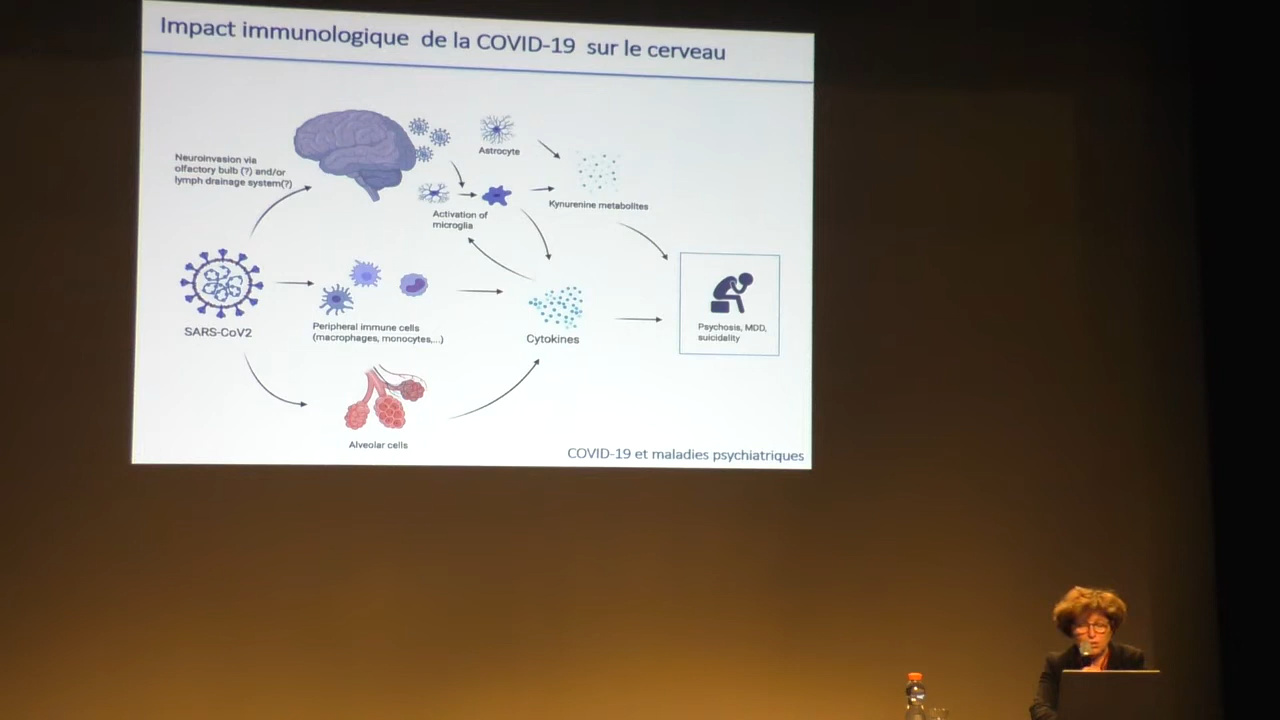 Impact immunologique de la COVID-19 sur le cerveau
Neuroinvasion via
olfactory bulb (?) and/or
lymph drainage system(?)
Astrocyte
Kynurenine metabolites
Activation of
microglia
SARS-CoV2
Peripheral immune cells
(macrophages, monocytes,...)
Cytokines
Psychosis, MDD,
suicidality
Alveolar cells
COVID-19 et maladies psychiatriques